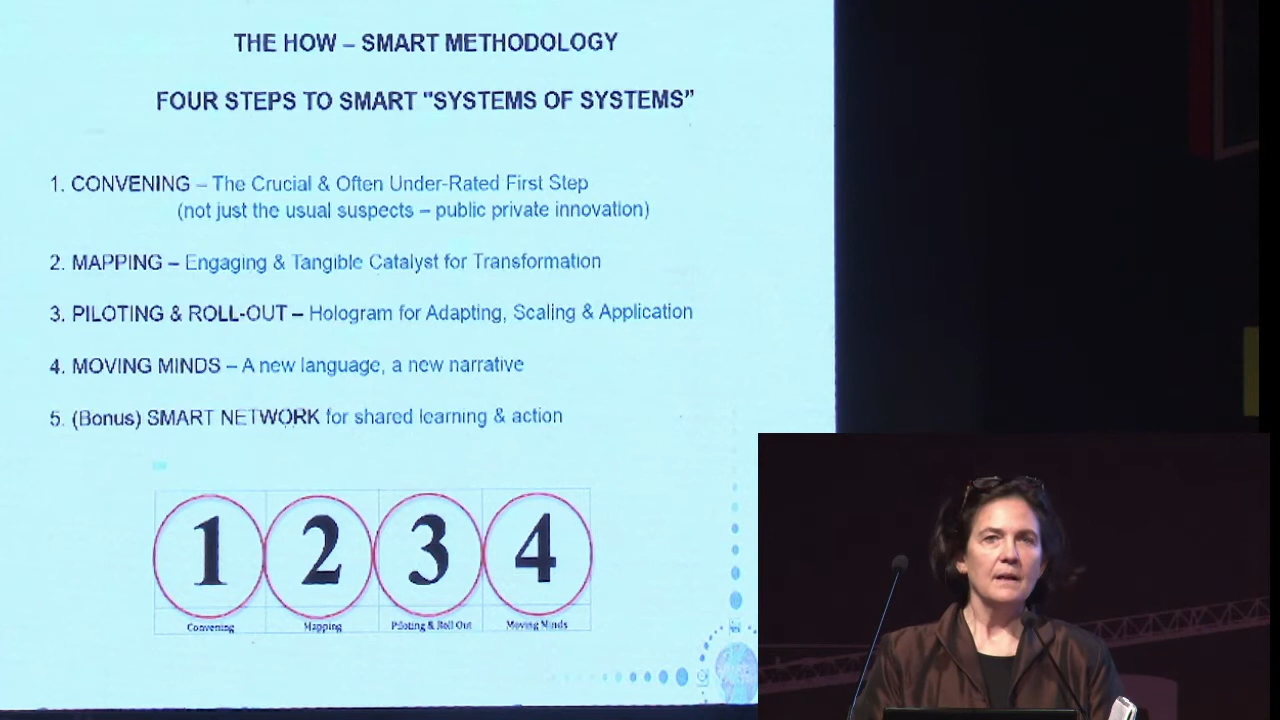 THE HOW – SMART METHODOLOGY
FOUR STEPS TO SMART "SYSTEMS OF SYSTEMS”
1. CONVENING – The Crucial & Often Under-Rated First Step
(not just the usual suspects – public private innovation)
2. MAPPING – Engaging & Tangible Catalyst for Transformation
3. PILOTING & ROLL-OUT – Hologram for Adapting, Scaling & Application
4. MOVING MINDS – A new language, a new narrative
5. (Bonus) SMART NETWORK for shared learning & action
1 2 3 4
Convening Mapping Piloting & Roll Out Moving Minds